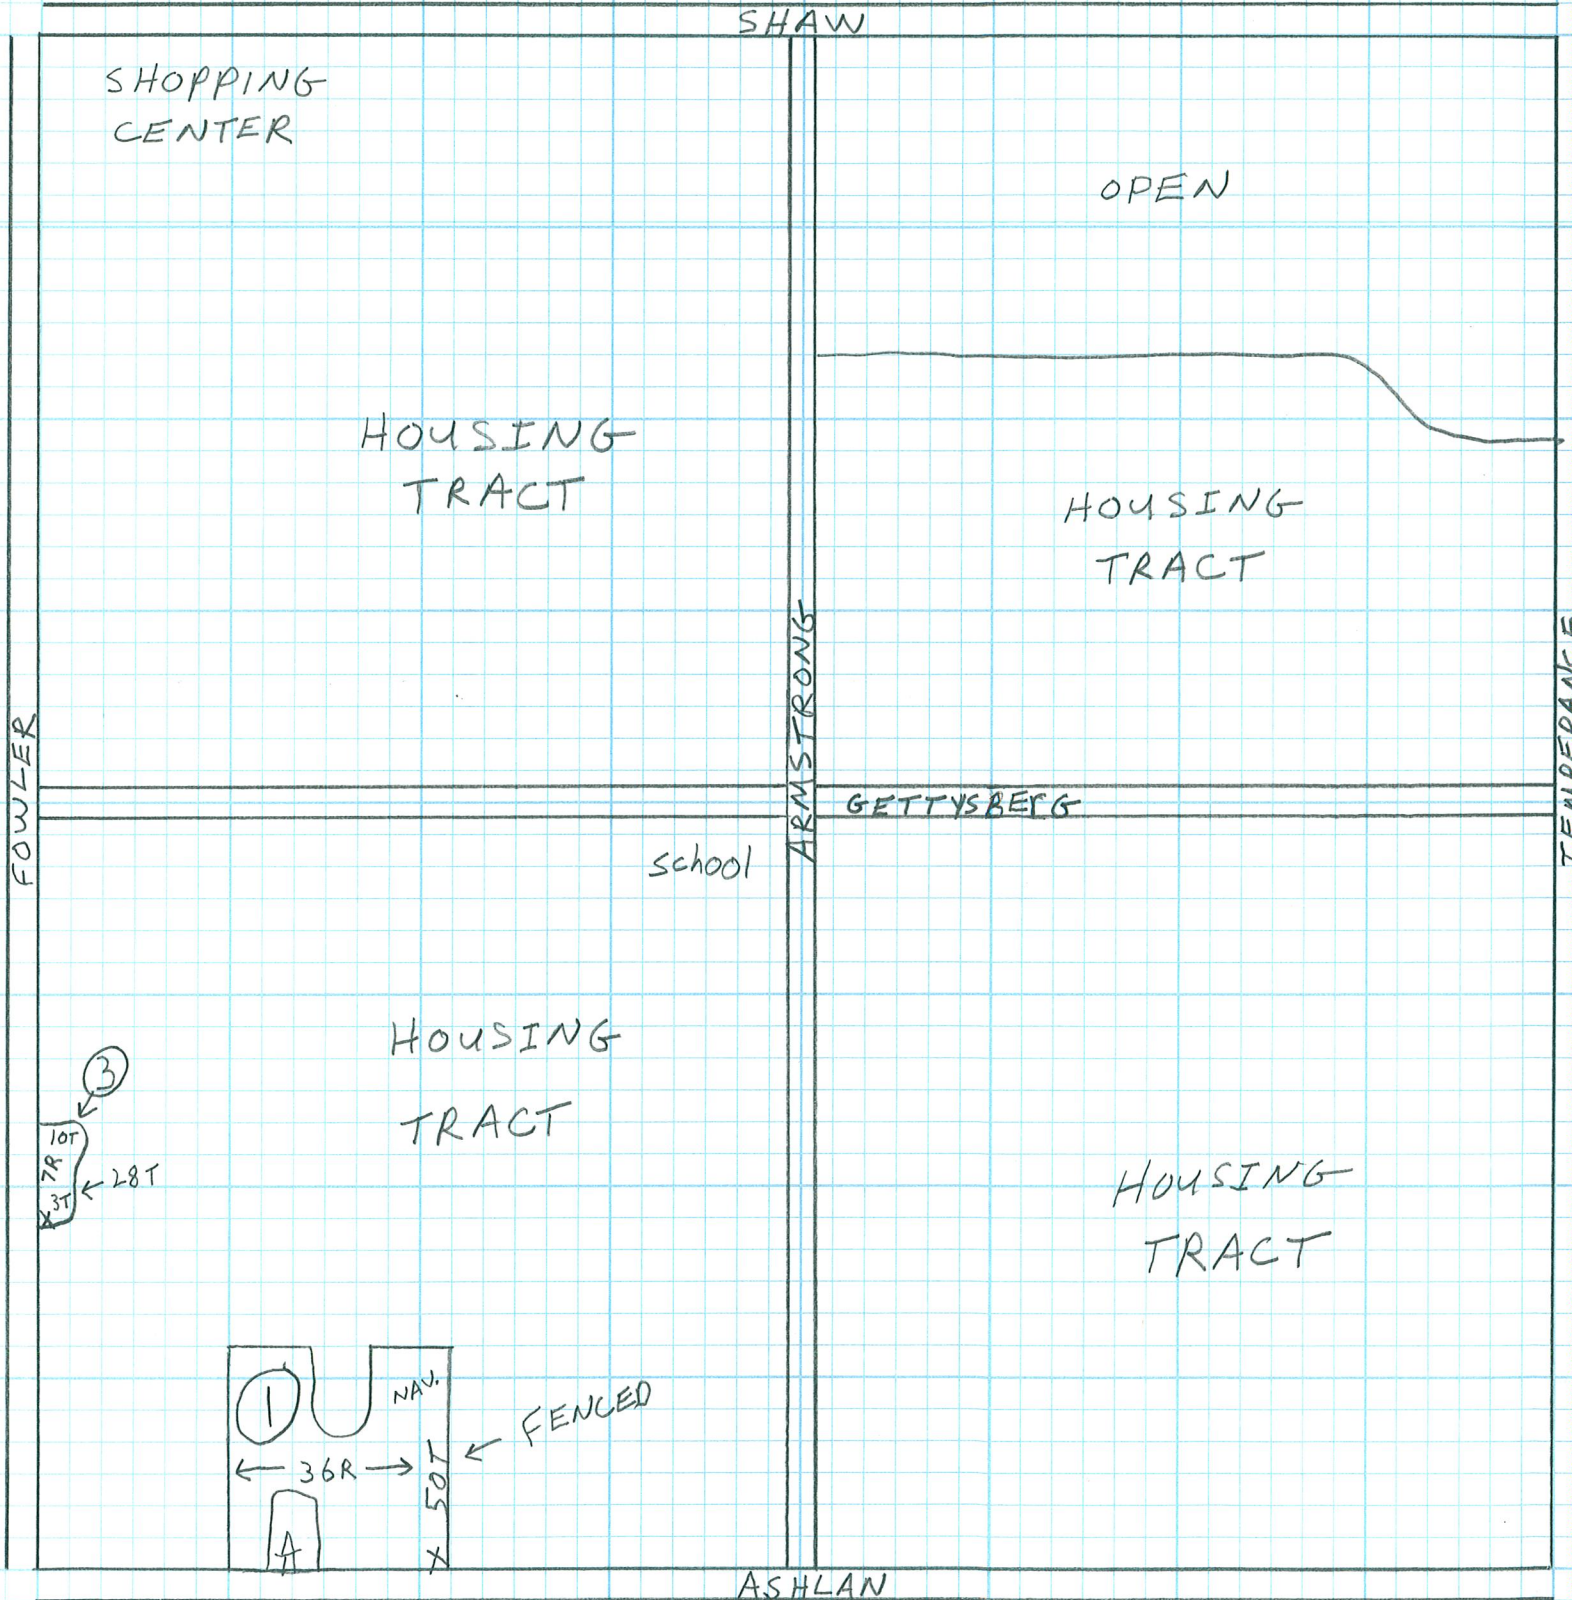 SHAW
SHOPPING
CENTER
OPEN
HOUSING
TRACT
HOUSING
TRACT
ARMSTRONG
TEMPERANCE
FOWLER
GETTYSBERG
School
HOUSING
TRACT
3
10T
7R
3T
X
28T
HOUSING
TRACT
1
NAV.
FENCED
36R
50T
X
A
ASHLAN